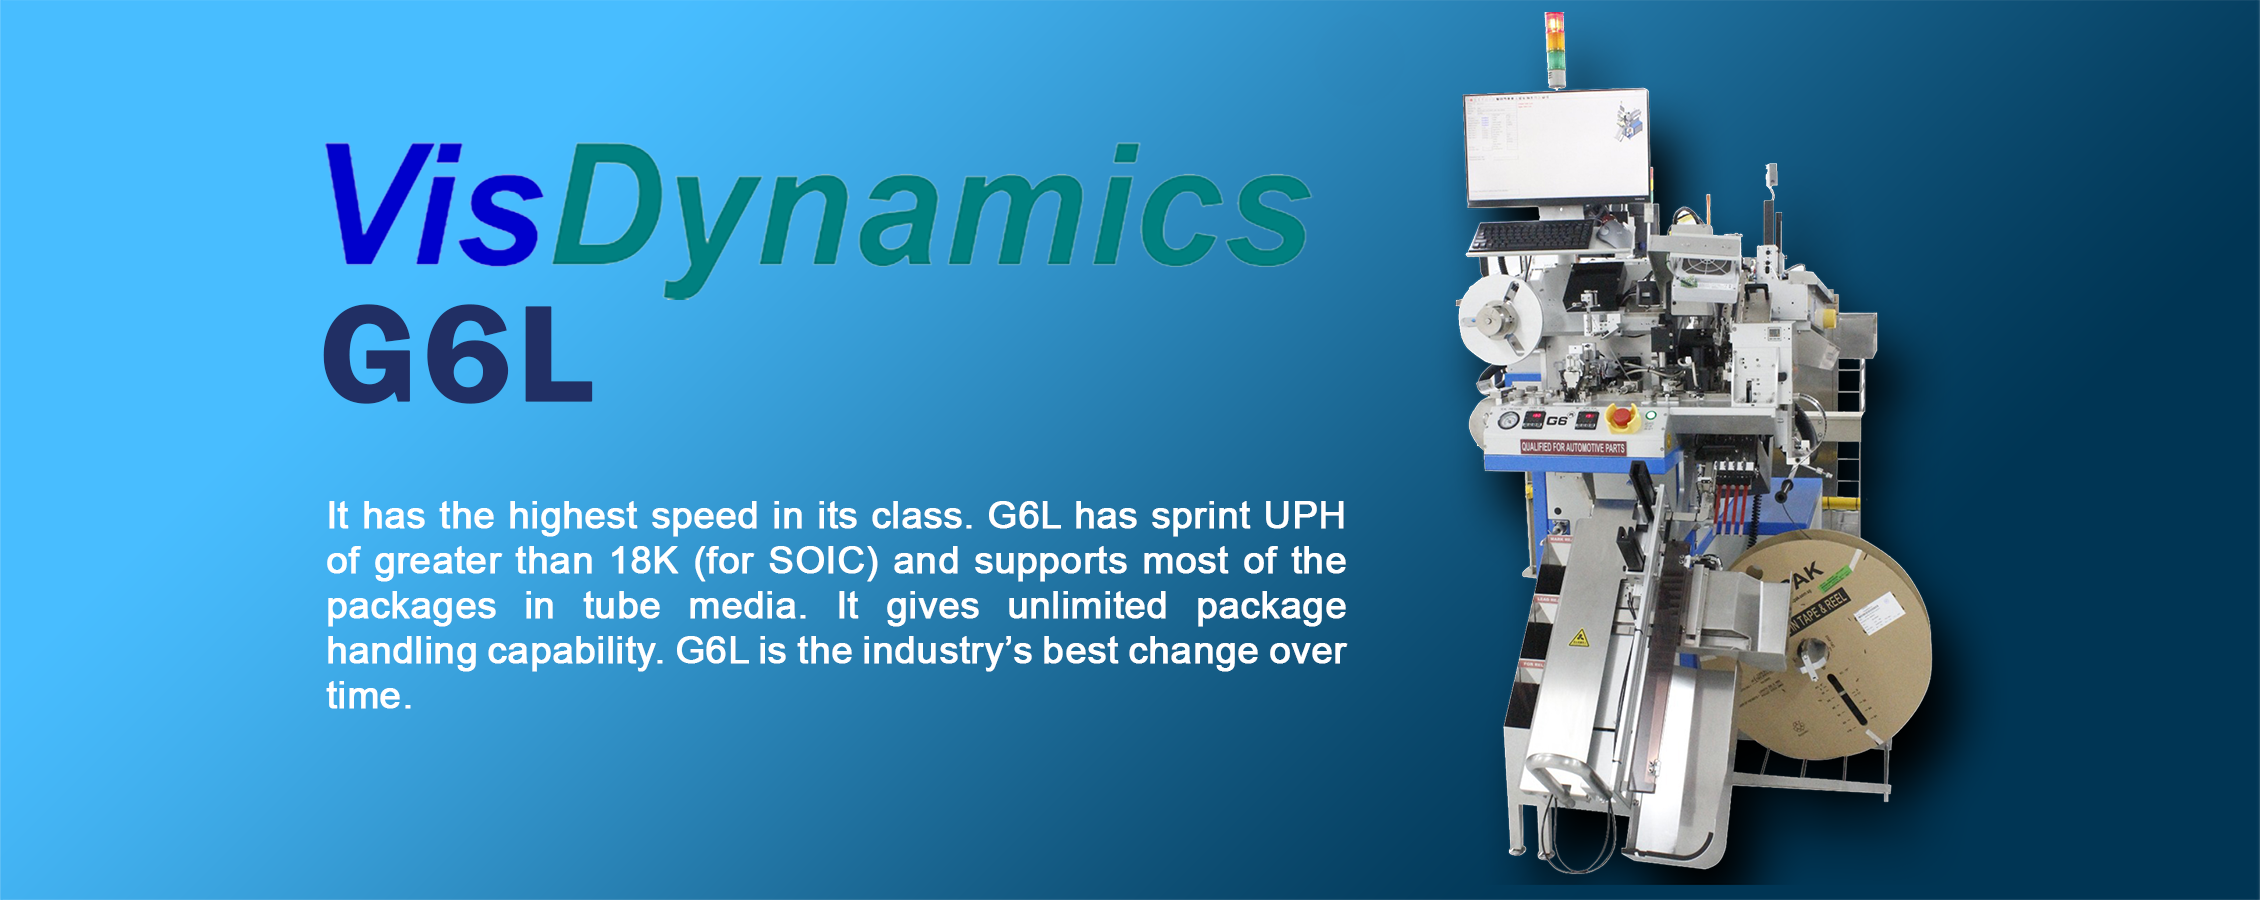 VisDynamics
G6L
It has the highest speed in its class. G6L has sprint UPH
of greater than 18K (for SOIC) and supports most of the
packages in tube media. It gives unlimited package
handling capability. G6L is the industry’s best change over
time.
G6
QUALIFIED FOR AUTOMOTIVE PARTS
TAPE & REEL